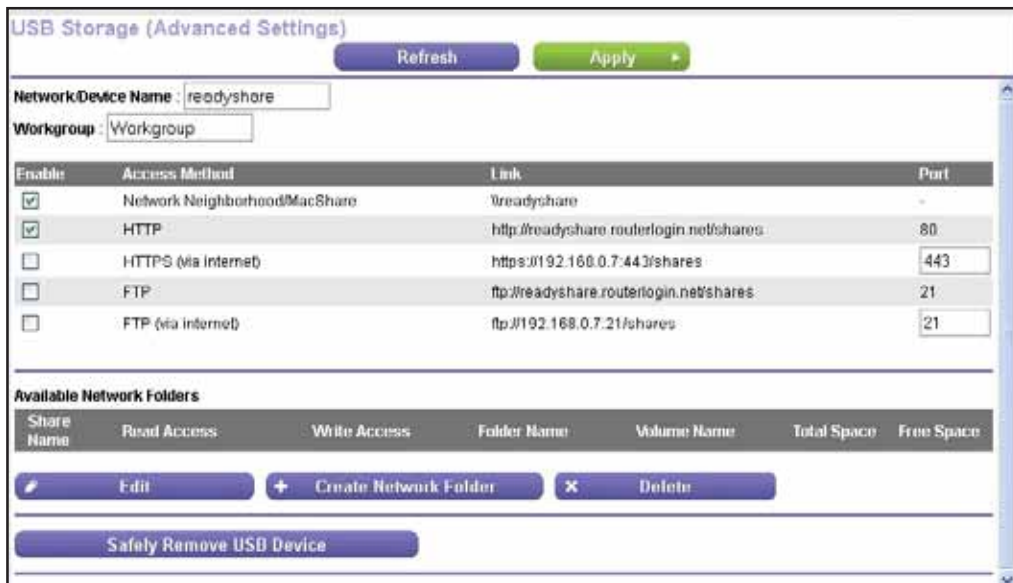 USB Storage (Advanced Settings)
Refresh
Apply
Network/Device Name : readyshare
Workgroup : Workgroup
Enable Access Method Link Port
Network Neighborhood/MacShare \\readyshare -
HTTP http://readyshare.routerlogin.net/shares 80
HTTPS (via internet) https://192.168.0.7:443/shares 443
FTP ftp://readyshare.routerlogin.net/shares 21
FTP (via internet) ftp://192.168.0.7:21/shares 21
Available Network Folders
Share Name Read Access Write Access Folder Name Volume Name Total Space Free Space
Edit
Create Network Folder
Delete
Safely Remove USB Device